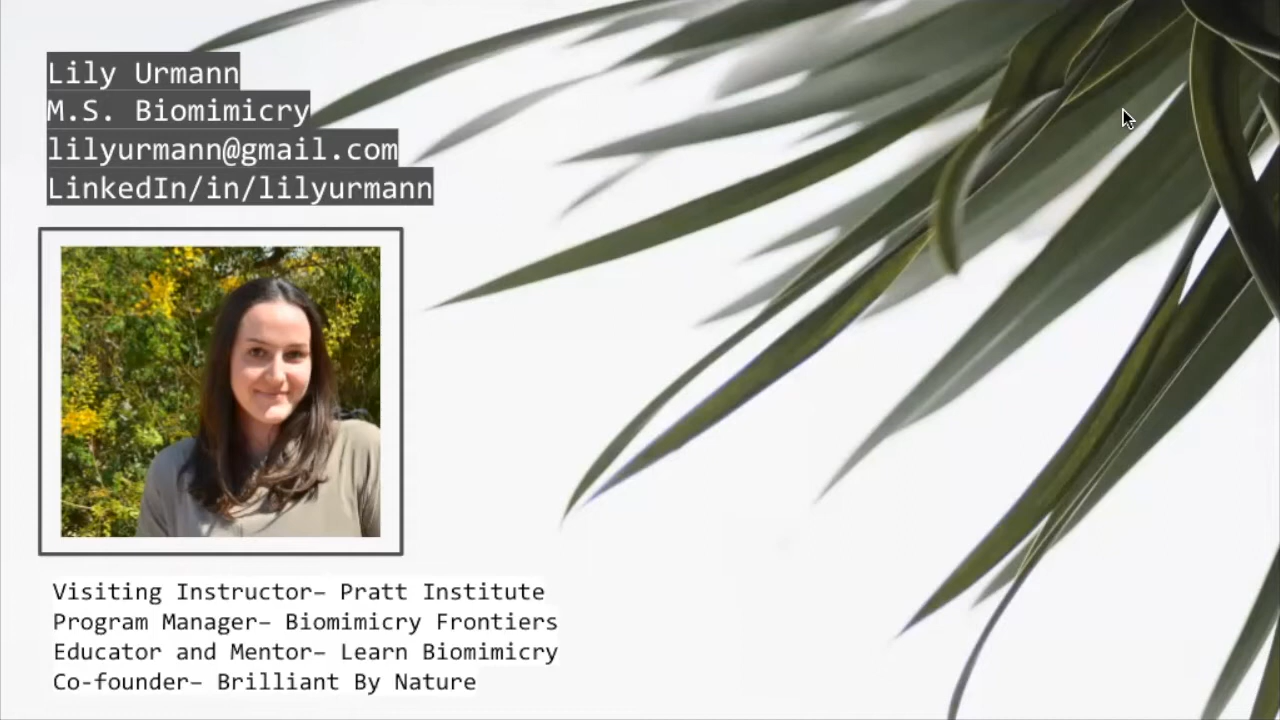 Lily Urmann
M.S. Biomimicry
lilyurmann@gmail.com
LinkedIn/in/lilyurmann
Visiting Instructor– Pratt Institute
Program Manager– Biomimicry Frontiers
Educator and Mentor– Learn Biomimicry
Co-founder– Brilliant By Nature